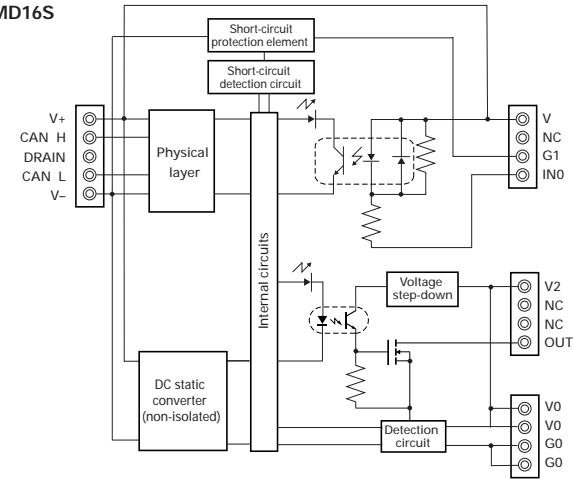 MD16S
Short-circuit
protection element
Short-circuit
detection circuit
V+
CAN H
DRAIN
CAN L
V–
Physical
layer
V
NC
G1
IN0
Internal circuits
Voltage
step-down
V2
NC
NC
OUT
DC static
converter
(non-isolated)
Detection
circuit
V0
V0
G0
G0